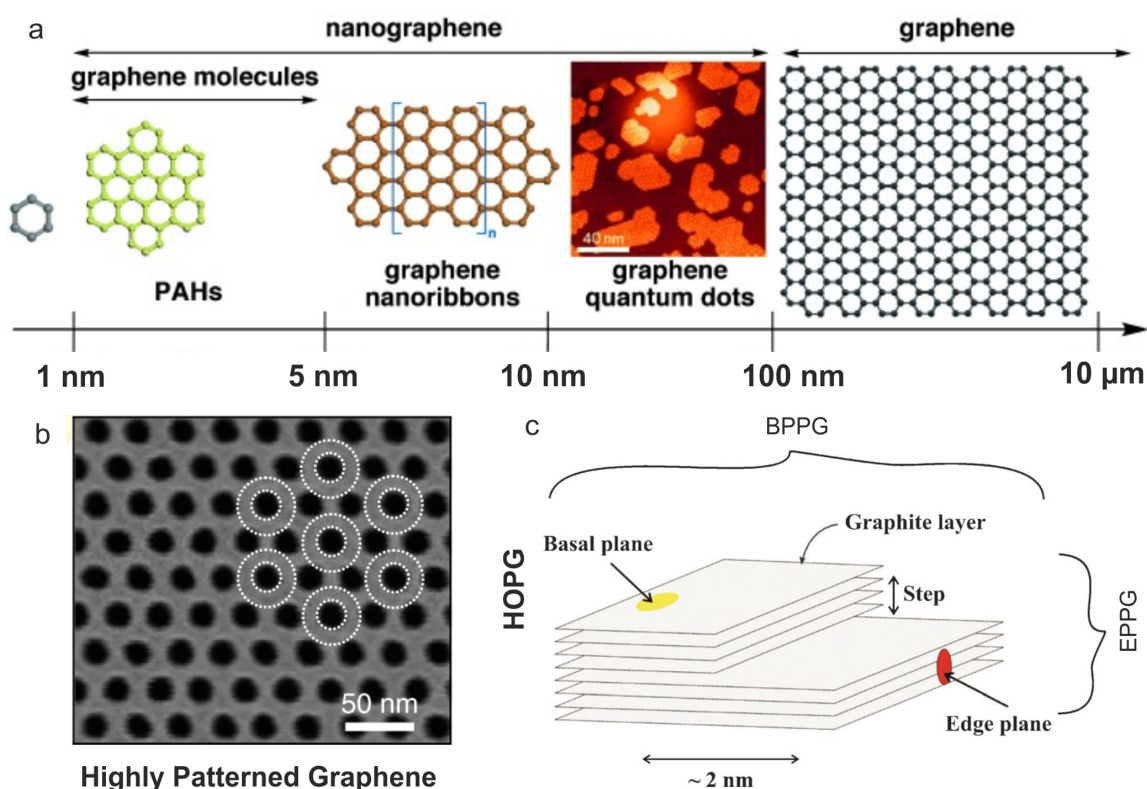 a
nanographene
graphene
graphene molecules
n
40 nm
PAHs
graphene
nanoribbons
graphene
quantum dots
1 nm
5 nm
10 nm
100 nm
10 µm
b
50 nm
Highly Patterned Graphene
c
BPPG
HOPG
Graphite layer
Basal plane
Step
EPPG
Edge plane
~ 2 nm